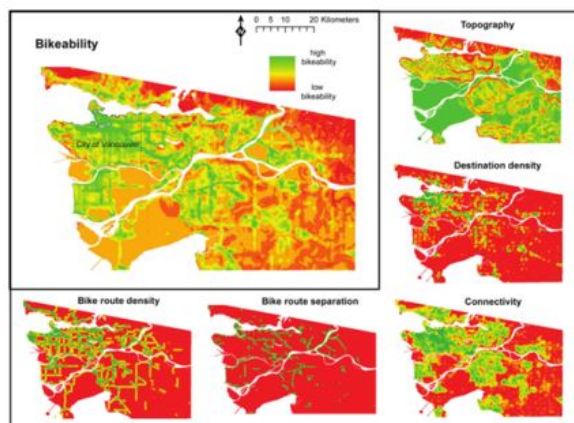 Bikeability
N
0 5 10 20 Kilometers
high
bikeability
low
bikeability
City of Vancouver
Topography
Destination density
Bike route density
Bike route separation
Connectivity